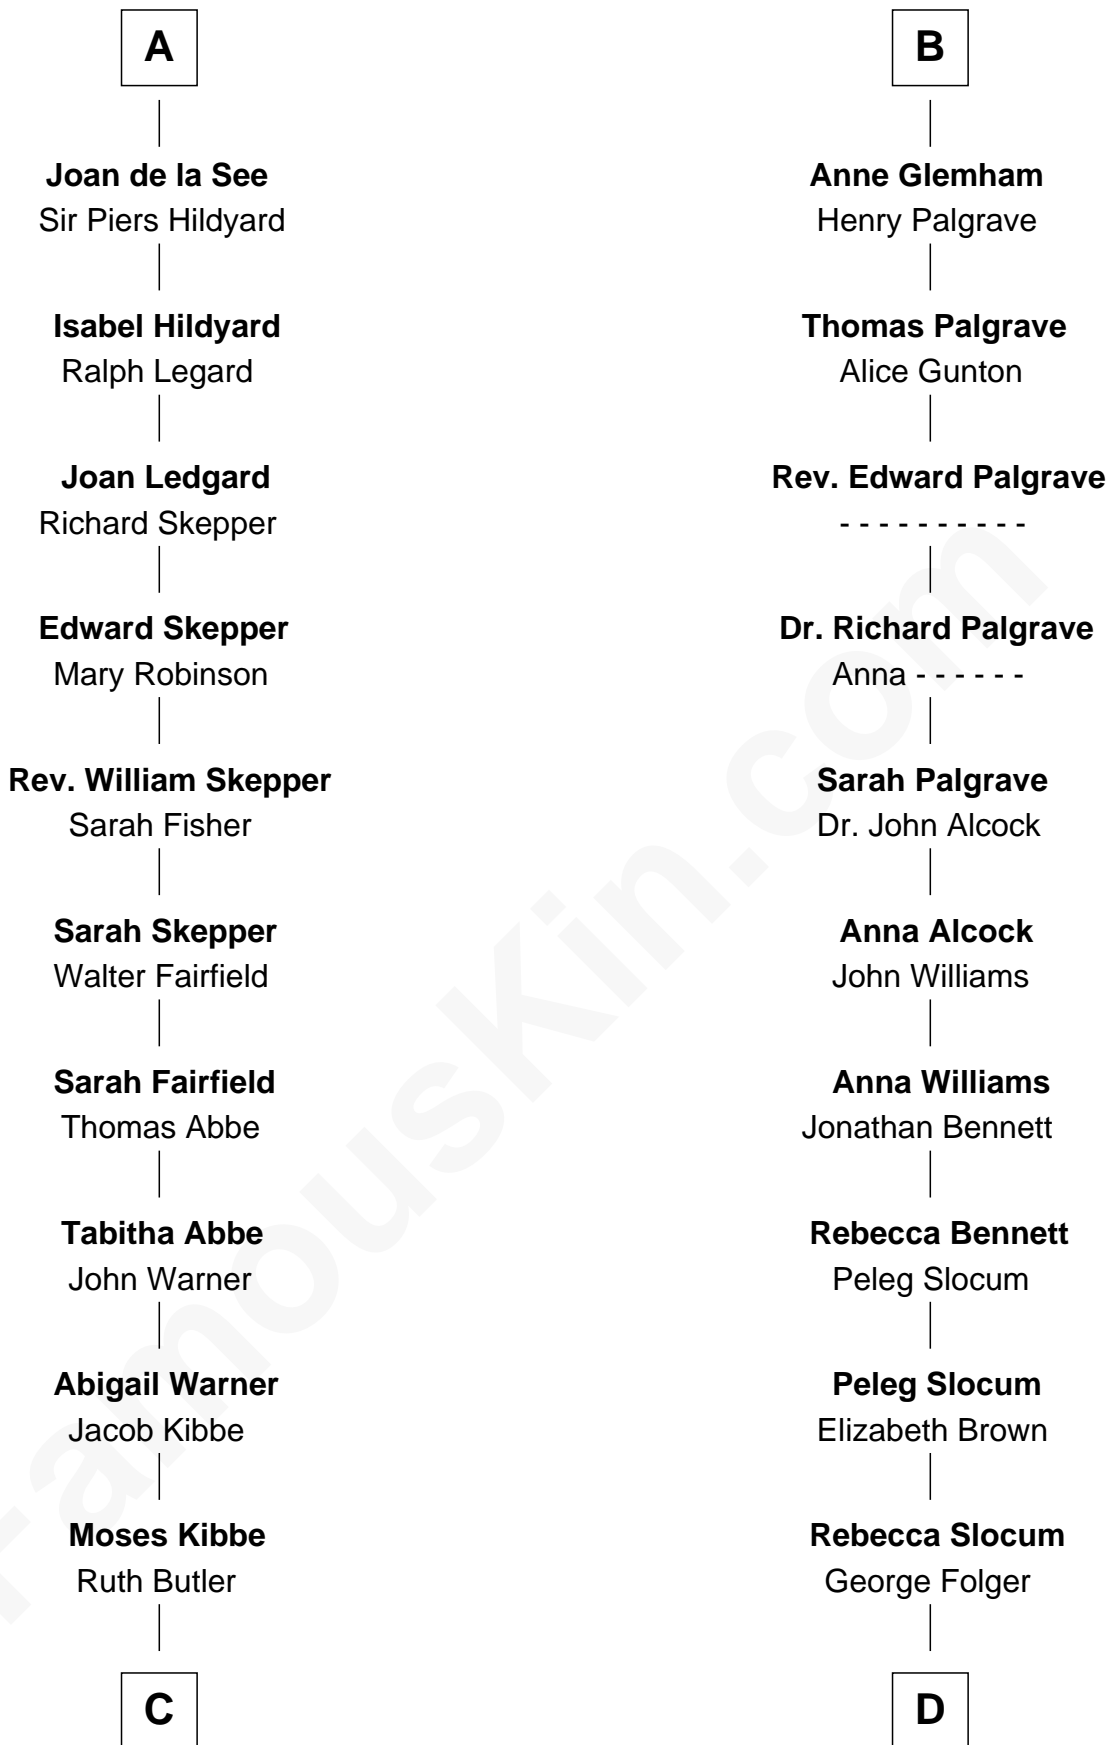 A
Joan de la See
Sir Piers Hildyard
Isabel Hildyard
Ralph Legard
Joan Ledgard
Richard Skepper
Edward Skepper
Mary Robinson
Rev. William Skepper
Sarah Fisher
Sarah Skepper
Walter Fairfield
Sarah Fairfield
Thomas Abbe
Tabitha Abbe
John Warner
Abigail Warner
Jacob Kibbe
Moses Kibbe
Ruth Butler
C
B
Anne Glemham
Henry Palgrave
Thomas Palgrave
Alice Gunton
Rev. Edward Palgrave
- - - - - - - - - -
Dr. Richard Palgrave
Anna - - - - - -
Sarah Palgrave
Dr. John Alcock
Anna Alcock
John Williams
Anna Williams
Jonathan Bennett
Rebecca Bennett
Peleg Slocum
Peleg Slocum
Elizabeth Brown
Rebecca Slocum
George Folger
D
FamousKin.com